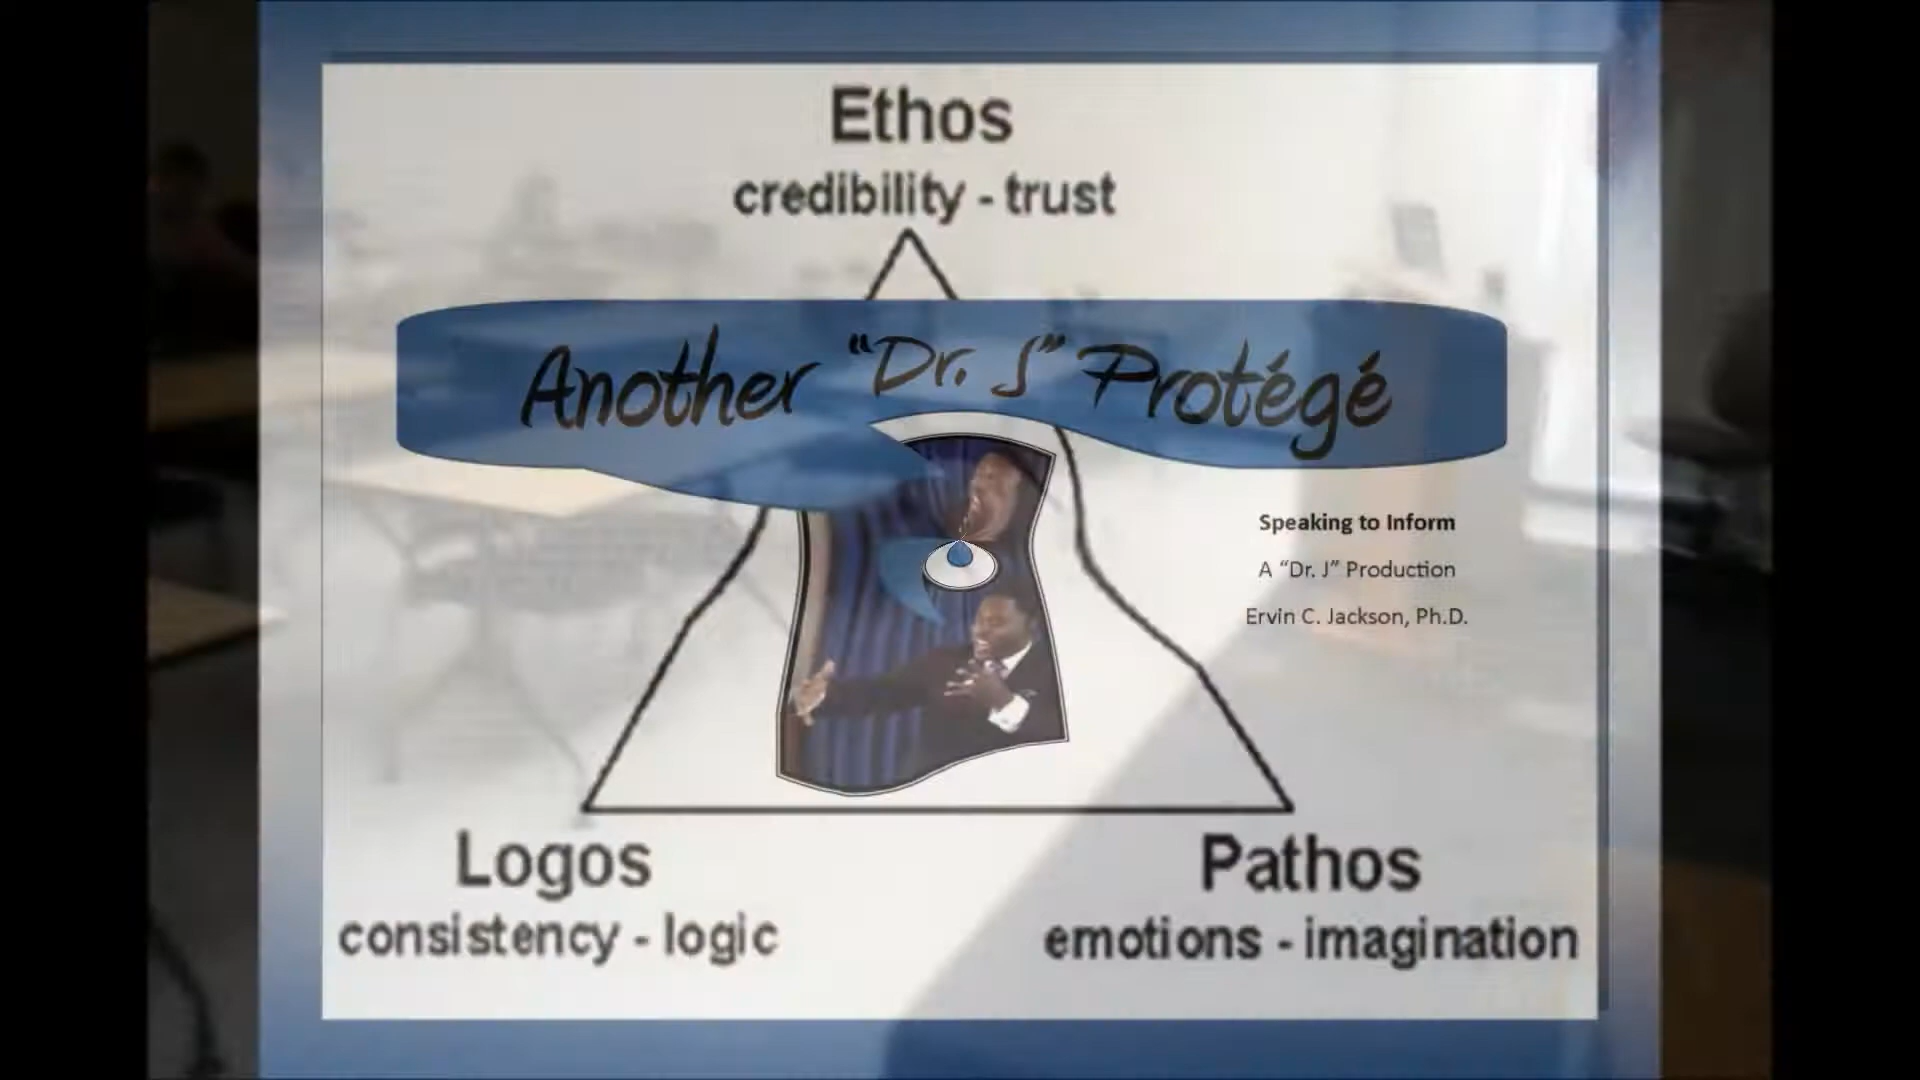 Ethos
credibility - trust
Another “Dr. J” Protégé
Speaking to Inform
A “Dr. J” Production
Ervin C. Jackson, Ph.D.
Logos
consistency - logic
Pathos
emotions - imagination